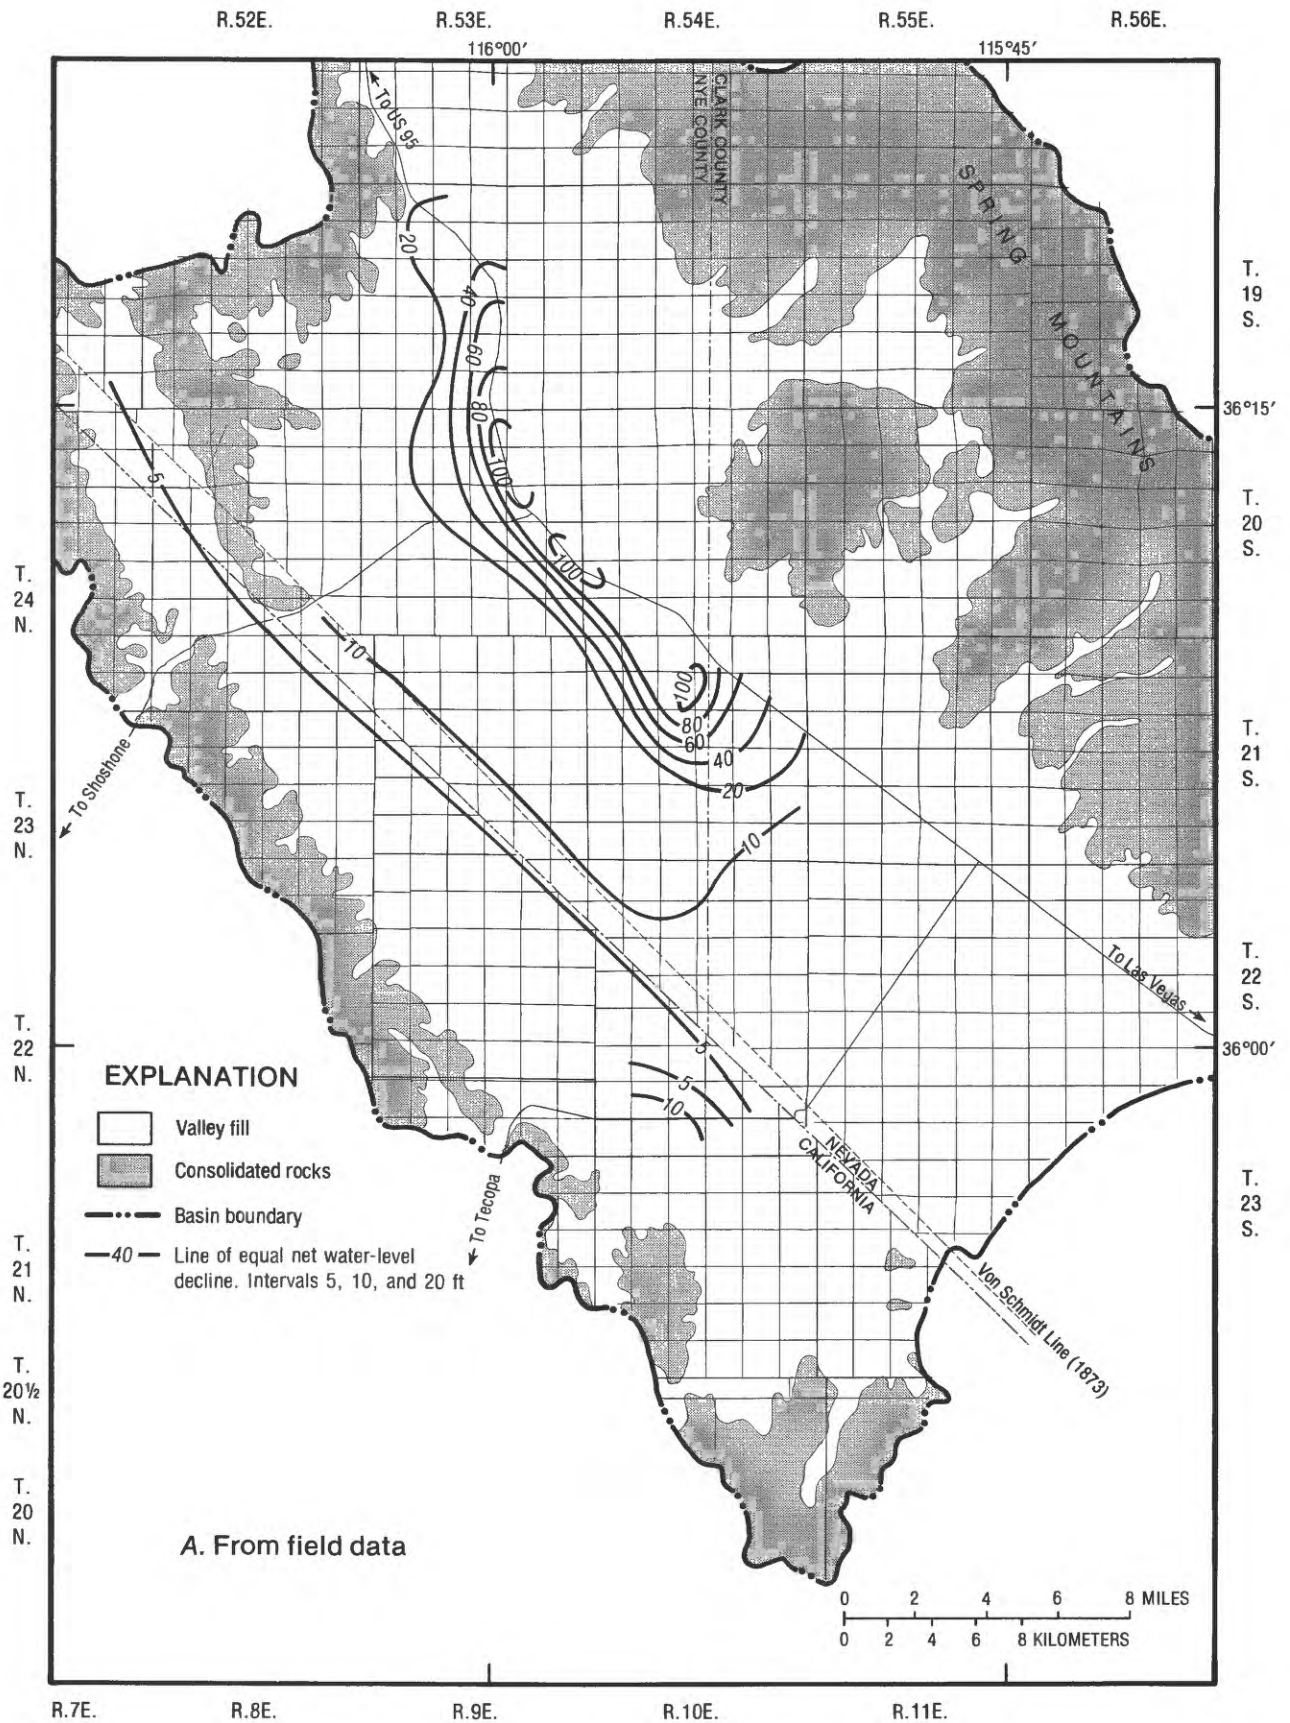 R.52E. R.53E. R.54E. R.55E. R.56E.
116°00′ 115°45′
To US 95
CLARK COUNTY
NYE COUNTY
SPRING
MOUNTAINS
T.
19
S.
36°15′
T.
20
S.
T.
21
S.
T.
22
S.
36°00′
T.
23
S.
T.
24
N.
T.
23
N.
T.
22
N.
T.
21
N.
T.
20½
N.
T.
20
N.
20
40
60
80
100
100
100
80
60
40
20
10
10
5
5
5
10
To Shoshone
To Las Vegas
To Tecopa
NEVADA
CALIFORNIA
Von Schmidt Line (1873)
EXPLANATION
Valley fill
Consolidated rocks
Basin boundary
40 Line of equal net water-level
decline. Intervals 5, 10, and 20 ft
A. From field data
0 2 4 6 8 MILES
0 2 4 6 8 KILOMETERS
R.7E. R.8E. R.9E. R.10E. R.11E.